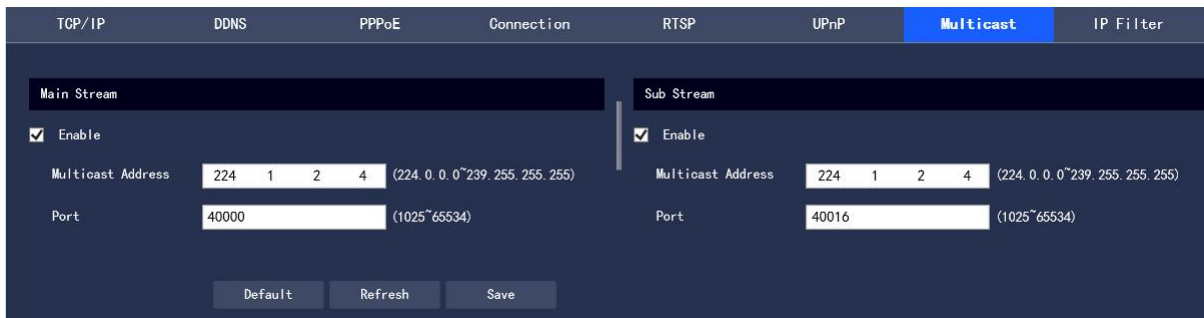 TCP/IP DDNS PPPoE Connection RTSP UPnP Multicast IP Filter
Main Stream
Enable
Multicast Address 224 1 2 4 (224.0.0.0~239.255.255.255)
Port 40000 (1025~65534)
Sub Stream
Enable
Multicast Address 224 1 2 4 (224.0.0.0~239.255.255.255)
Port 40016 (1025~65534)
Default Refresh Save